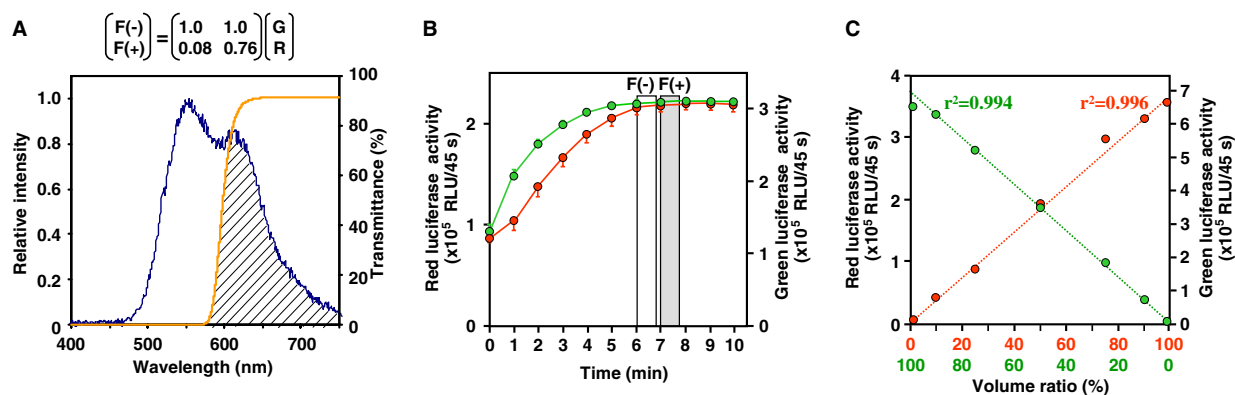 A
F(-) = 1.0 1.0 G
F(+) 0.08 0.76 R
Relative intensity
1.0
0.8
0.6
0.4
0.2
0
100
80
60
40
20
0
Transmittance (%)
400 500 600 700
Wavelength (nm)
B
F(-) F(+)
Red luciferase activity
(x10⁵ RLU/45 s)
2
1
0
3
2
1
0
Green luciferase activity
(x10⁵ RLU/45 s)
0 1 2 3 4 5 6 7 8 9 10
Time (min)
C
r²=0.994 r²=0.996
Red luciferase activity
(x10⁵ RLU/45 s)
4
3
2
1
0
7
6
5
4
3
2
1
0
Green luciferase activity
(x10⁵ RLU/45 s)
0 20 40 60 80 100
100 80 60 40 20 0
Volume ratio (%)